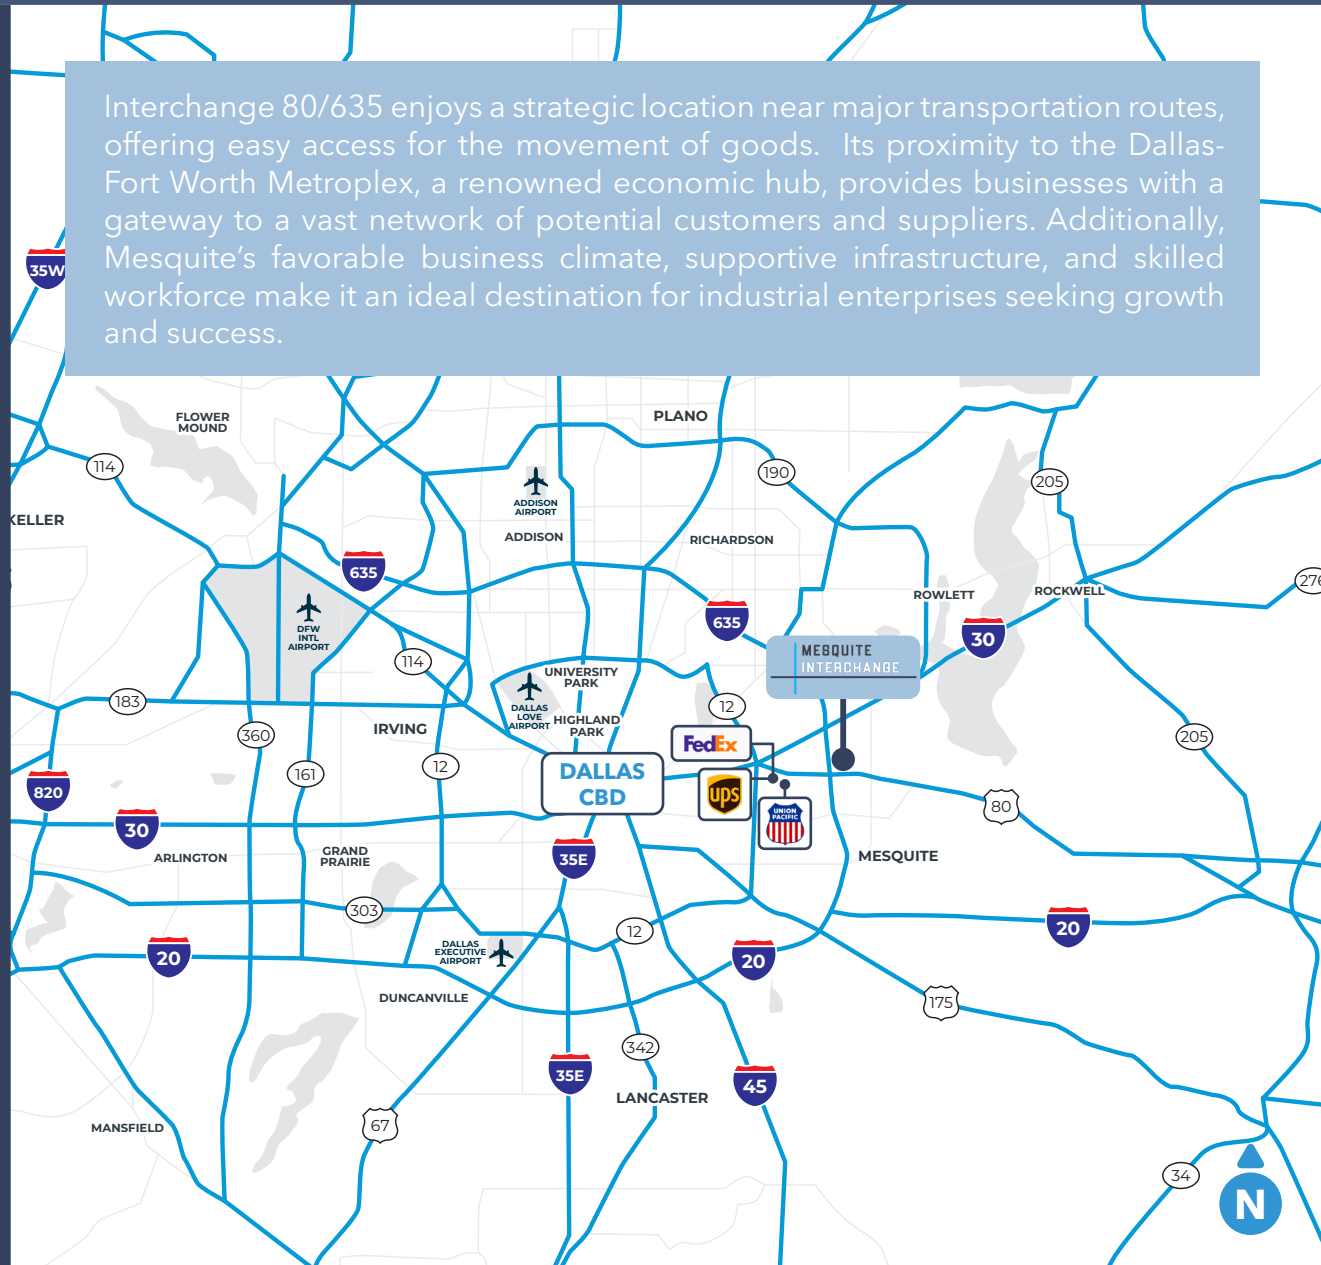 Interchange 80/635 enjoys a strategic location near major transportation routes,
offering easy access for the movement of goods.  Its proximity to the Dallas-
Fort Worth Metroplex, a renowned economic hub, provides businesses with a
gateway to a vast network of potential customers and suppliers. Additionally,
Mesquite’s favorable business climate, supportive infrastructure, and skilled
workforce make it an ideal destination for industrial enterprises seeking growth
and success.
35W
FLOWER
MOUND
PLANO
114
190
205
ADDISON
AIRPORT
KELLER
ADDISON
RICHARDSON
635
276
ROWLETT
ROCKWELL
DFW
INTL
AIRPORT
635
30
114
MESQUITE
INTERCHANGE
UNIVERSITY
PARK
183
DALLAS
LOVE
AIRPORT
HIGHLAND
PARK
12
360
IRVING
FedEx
205
161
12
DALLAS
CBD
820
ups
UNION
PACIFIC
80
30
ARLINGTON
GRAND
PRAIRIE
35E
MESQUITE
303
12
20
DALLAS
EXECUTIVE
AIRPORT
20
20
DUNCANVILLE
175
342
35E
45
LANCASTER
67
MANSFIELD
34
N